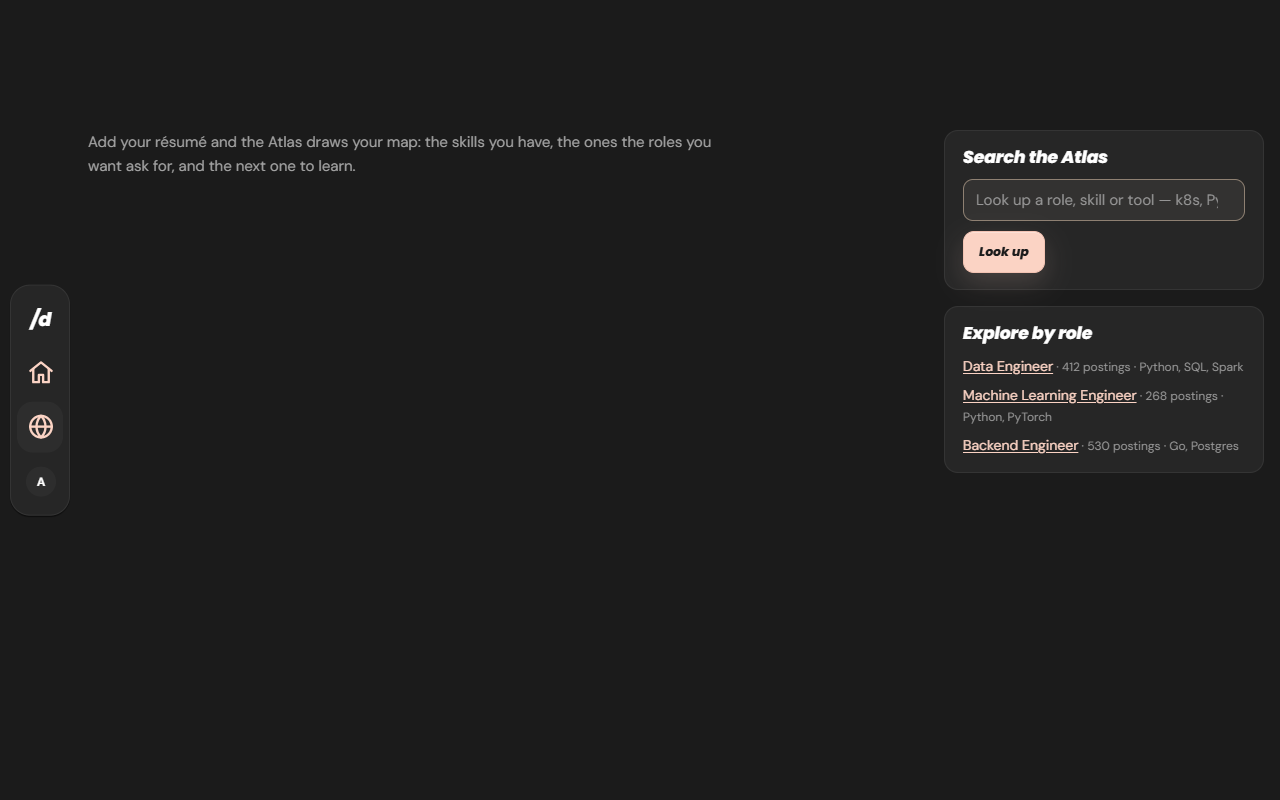 Add your résumé and the Atlas draws your map: the skills you have, the ones the roles you
want ask for, and the next one to learn.
/d
A
Search the Atlas
Look up a role, skill or tool — k8s,
Look up
Explore by role
Data Engineer · 412 postings · Python, SQL, Spark
Machine Learning Engineer · 268 postings ·
Python, PyTorch
Backend Engineer · 530 postings · Go, Postgres